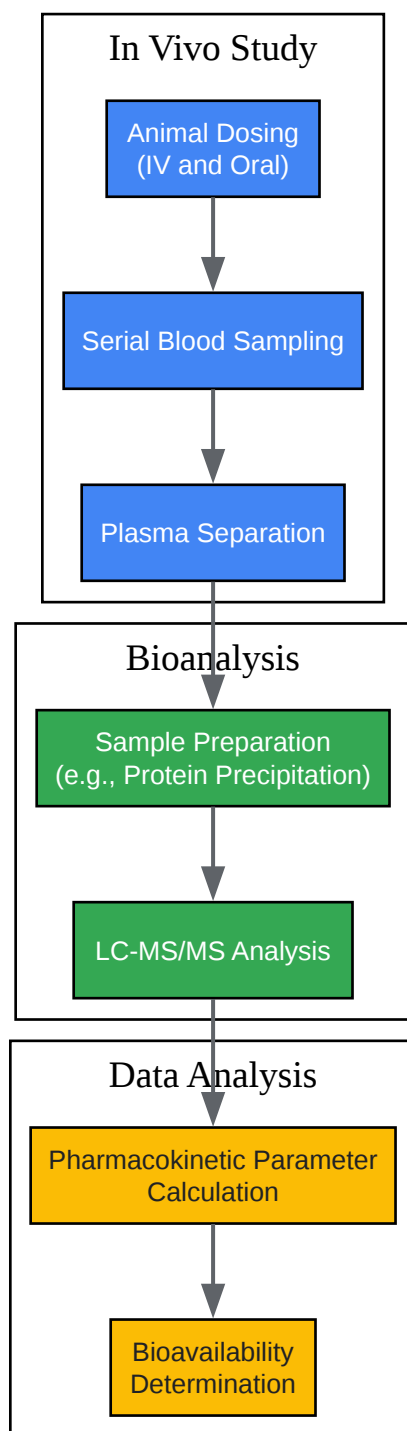 In Vivo Study
Animal Dosing
(IV and Oral)
Serial Blood Sampling
Plasma Separation
Bioanalysis
Sample Preparation
(e.g., Protein Precipitation)
LC-MS/MS Analysis
Data Analysis
Pharmacokinetic Parameter
Calculation
Bioavailability
Determination